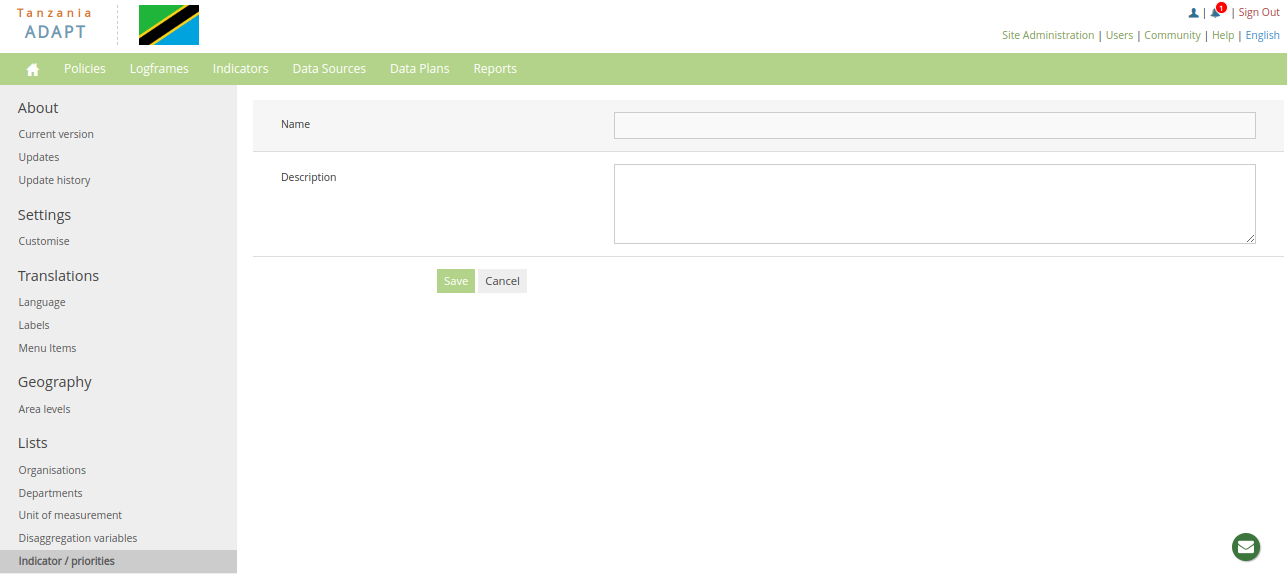 Tanzania
ADAPT
1
| | Sign Out
Site Administration | Users | Community | Help | English
Policies Logframes Indicators Data Sources Data Plans Reports
About
Current version
Updates
Update history
Settings
Customise
Translations
Language
Labels
Menu Items
Geography
Area levels
Lists
Organisations
Departments
Unit of measurement
Disaggregation variables
Indicator / priorities
Name
Description
Save Cancel